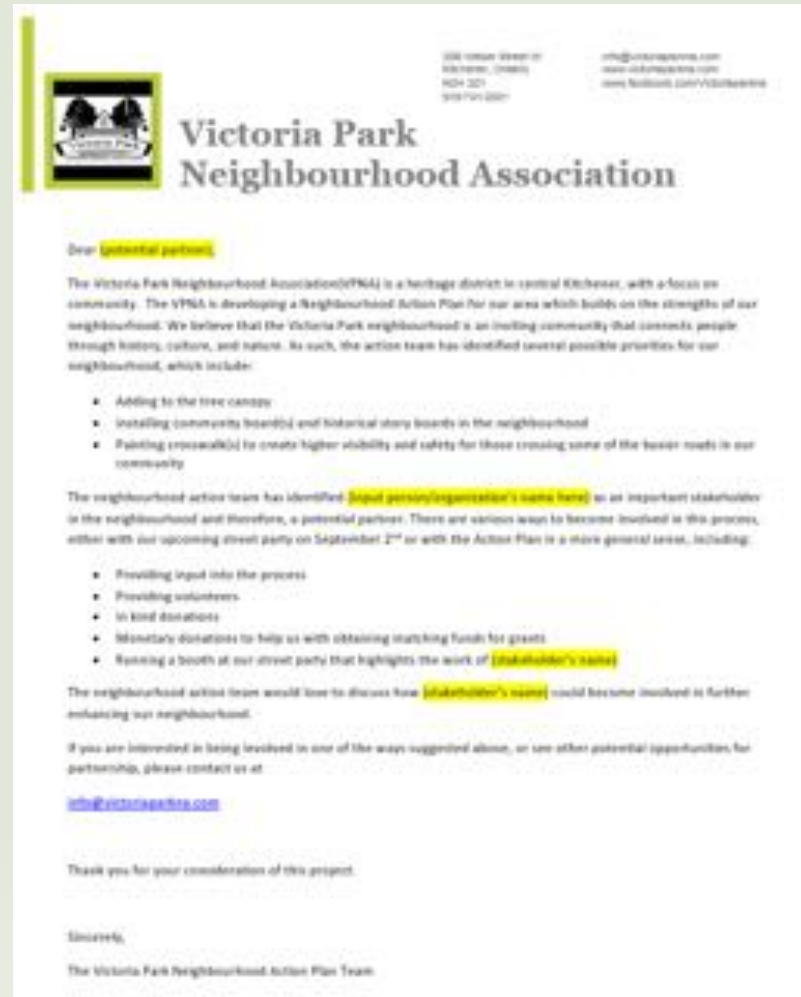 Kitchener, Ontario
info@victoriaparkna.com
www.victoriaparkna.com
Victoria Park
Victoria Park
Neighbourhood Association
Dear (potential partner),
The Victoria Park Neighbourhood Association(VPNA) is a heritage district in central Kitchener, with a focus on
community. The VPNA is developing a Neighbourhood Action Plan for our area which builds on the strengths of our
neighbourhood. We believe that the Victoria Park neighbourhood is an inviting community that connects people
through history, culture, and nature. As such, the action team has identified several possible priorities for our
neighbourhood, which include:
• Adding to the tree canopy
• Installing community board(s) and historical story boards in the neighbourhood
• Painting crosswalk(s) to create higher visibility and safety for those crossing some of the busier roads in our
community
The neighbourhood action team has identified (input person/organization's name here) as an important stakeholder
in the neighbourhood and therefore, a potential partner. There are various ways to become involved in this process,
either with our upcoming street party on September 2nd or with the Action Plan in a more general sense, including:
• Providing input into the process
• Providing volunteers
• In kind donations
• Monetary donations to help us with obtaining matching funds for grants
• Running a booth at our street party that highlights the work of (stakeholder's name)
The neighbourhood action team would love to discuss how (stakeholder's name) could become involved in further
enhancing our neighbourhood.
If you are interested in being involved in one of the ways suggested above, or see other potential opportunities for
partnership, please contact us at
info@victoriaparkna.com
Thank you for your consideration of this project.
Sincerely,
The Victoria Park Neighbourhood Action Plan Team